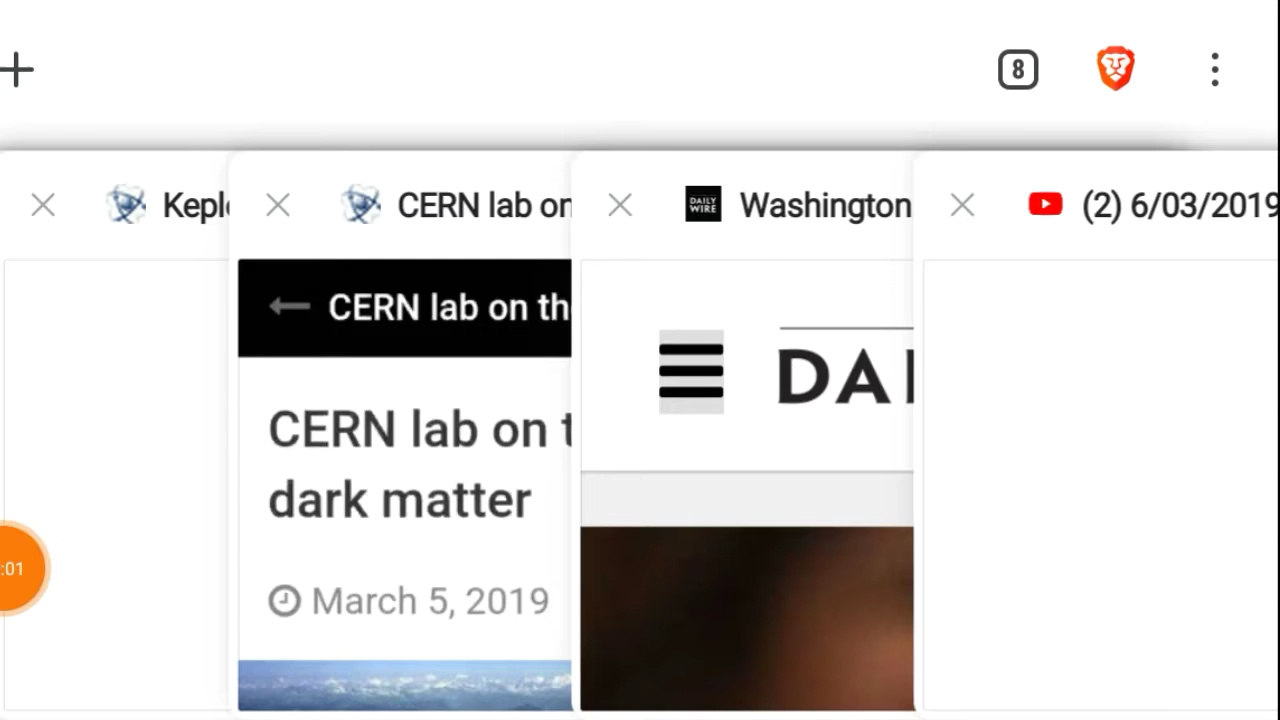 8
Keple
CERN lab on
DAILY WIRE
Washington
(2) 6/03/2019
CERN lab on th
CERN lab on t
dark matter
March 5, 2019
DAI
:01